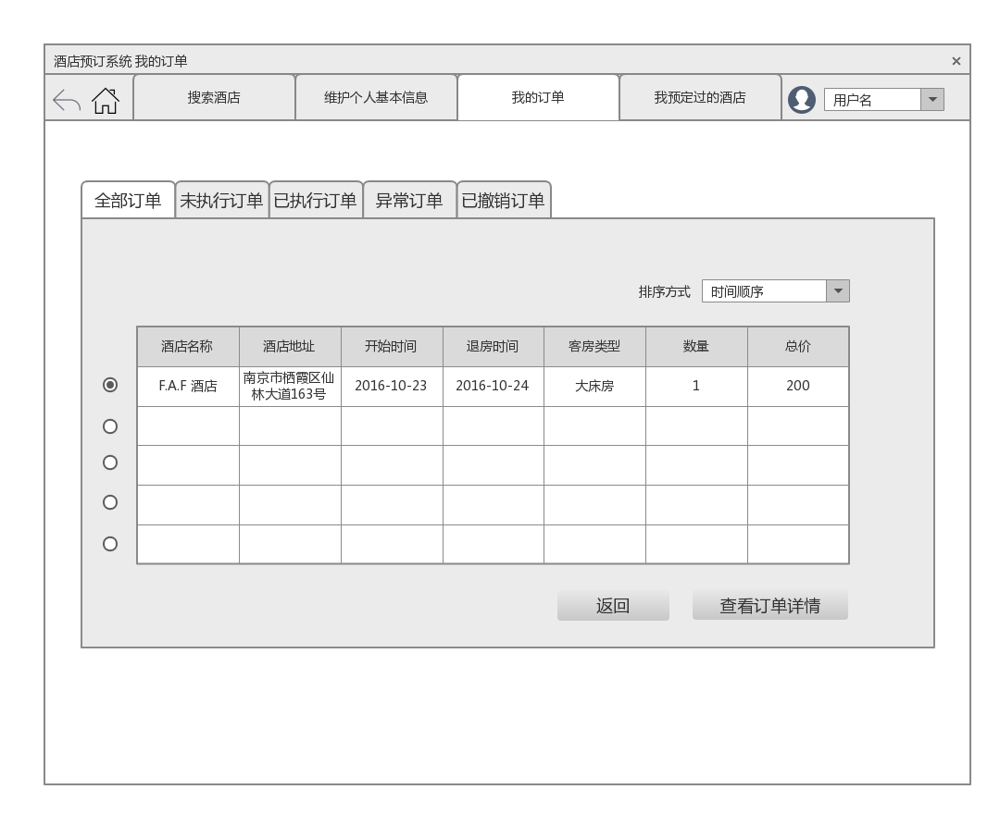 酒店预订系统 我的订单
搜索酒店
维护个人基本信息
我的订单
我预定过的酒店
用户名
全部订单
未执行订单
已执行订单
异常订单
已撤销订单
排序方式
时间顺序
酒店名称
酒店地址
开始时间
退房时间
客房类型
数量
总价
F.A.F 酒店
南京市栖霞区仙
林大道163号
2016-10-23
2016-10-24
大床房
1
200
返回
查看订单详情